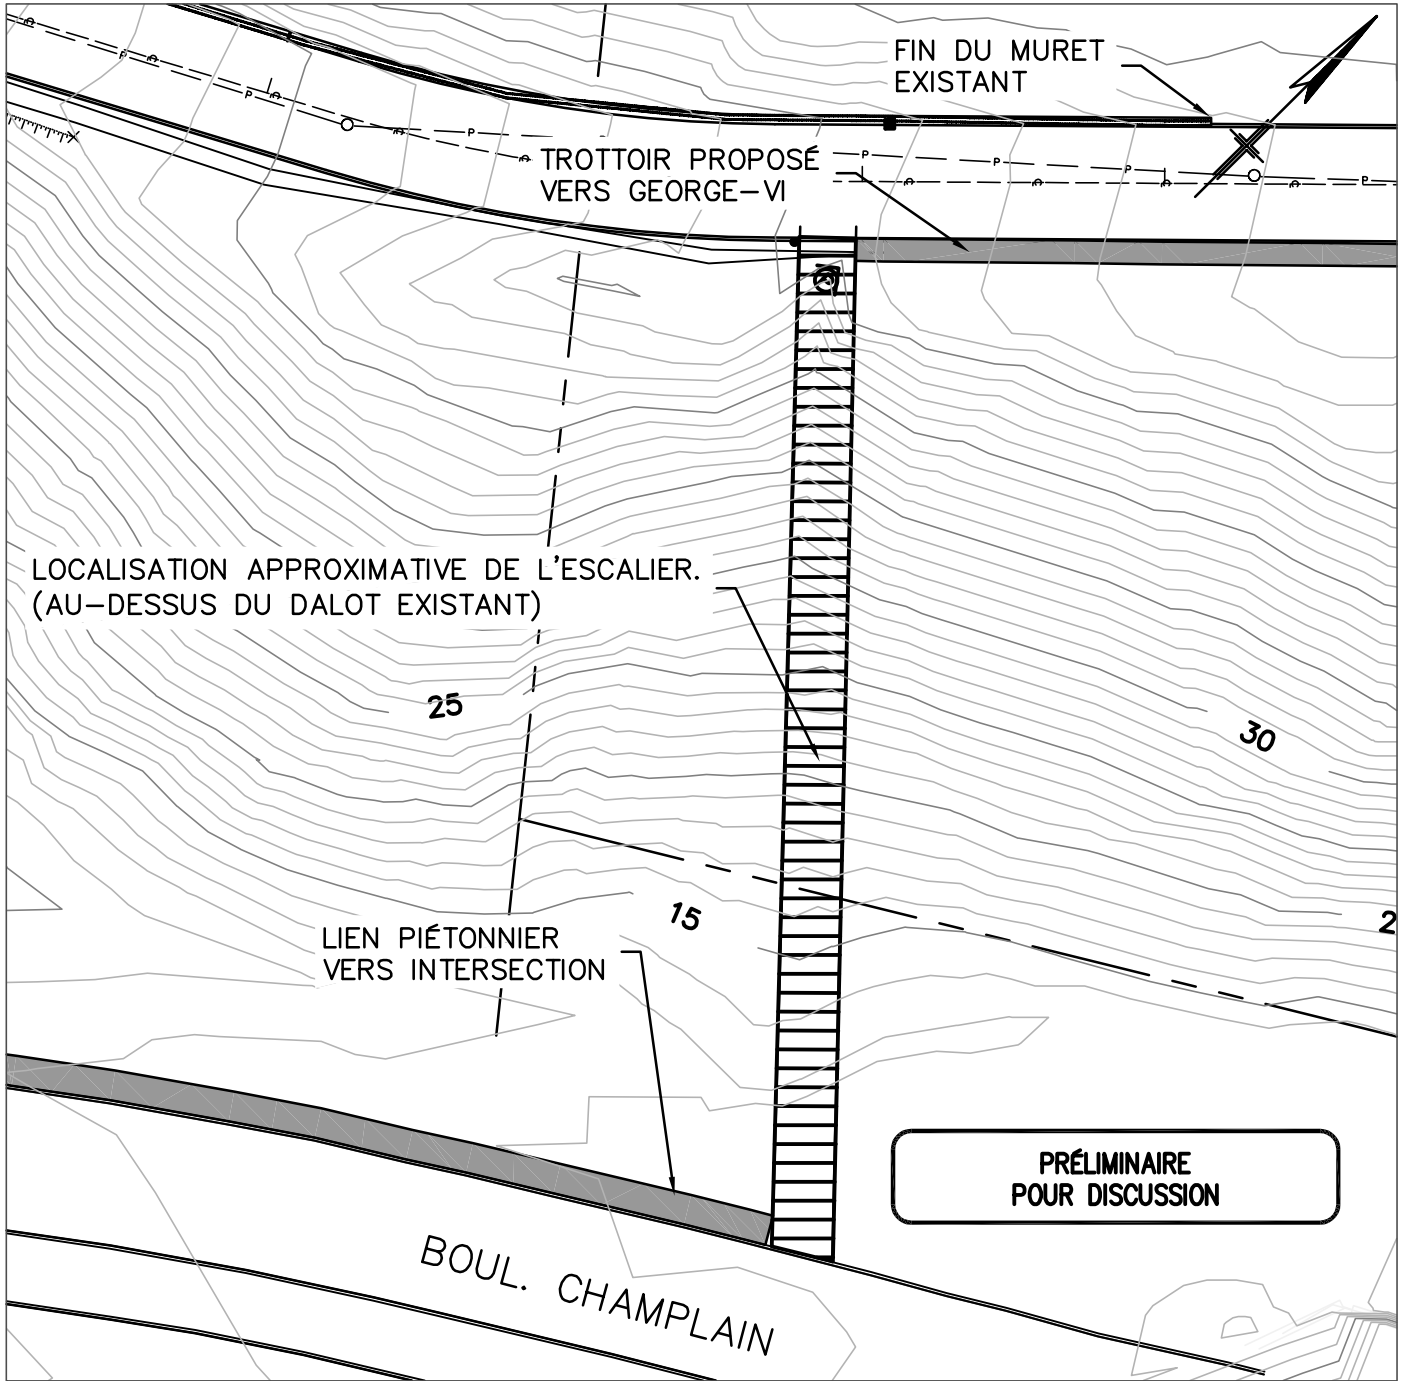 FIN DU MURET
EXISTANT
TROTTOIR PROPOSÉ
VERS GEORGE-VI
LOCALISATION APPROXIMATIVE DE L'ESCALIER.
(AU-DESSUS DU DALOT EXISTANT)
25
30
15
2
LIEN PIÉTONNIER
VERS INTERSECTION
PRÉLIMINAIRE
POUR DISCUSSION
BOUL. CHAMPLAIN